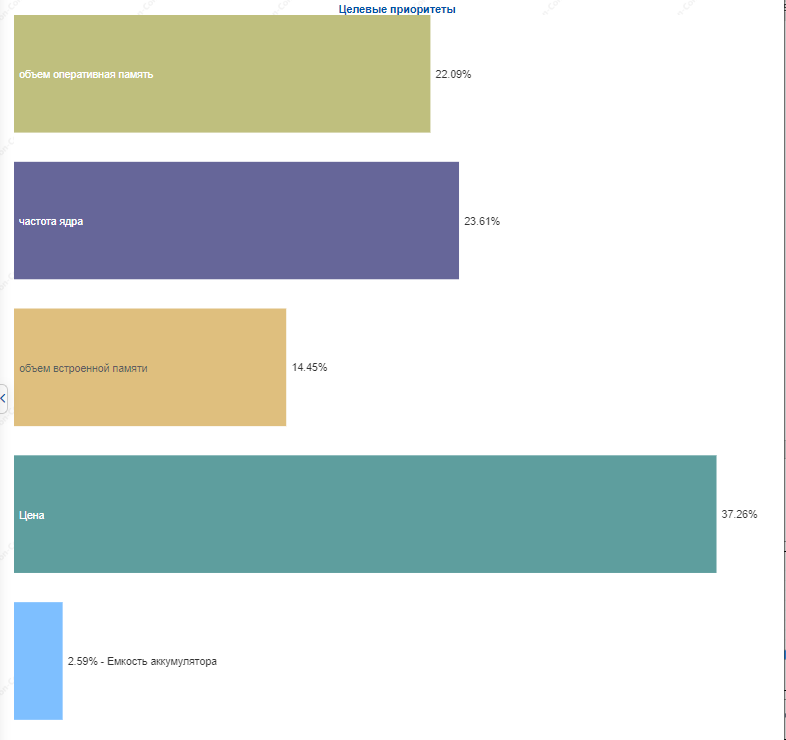 Целевые приоритеты
объем оперативная память
22.09%
частота ядра
23.61%
объем встроенной памяти
14.45%
Цена
37.26%
2.59% - Емкость аккумулятора